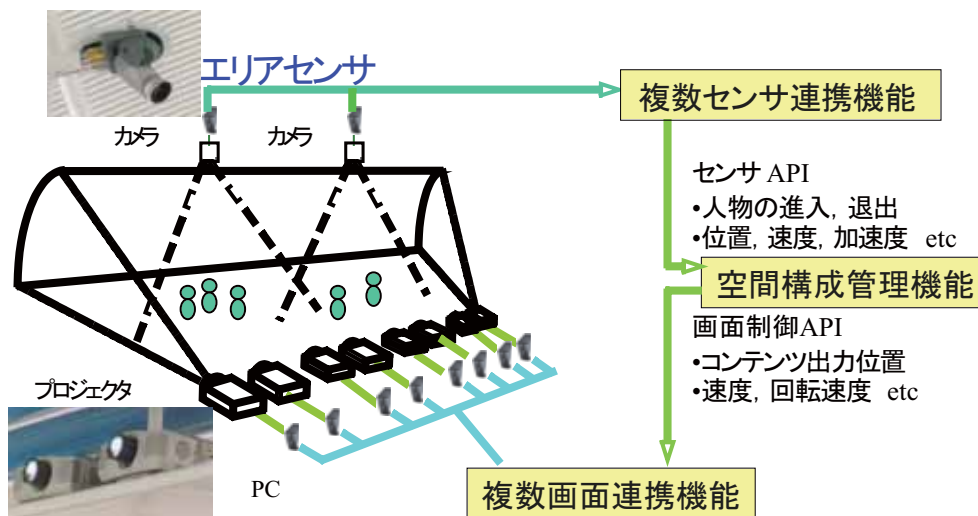 エリアセンサ
複数センサ連携機能
カメラ
カメラ
センサ API
•人物の進入, 退出
•位置, 速度, 加速度 etc
空間構成管理機能
画面制御API
•コンテンツ出力位置
•速度, 回転速度 etc
プロジェクタ
PC
複数画面連携機能